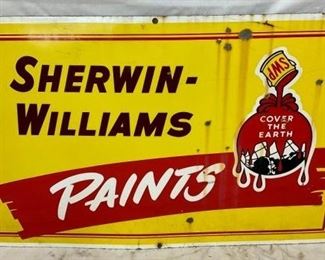 SHERWIN-
WILLIAMS
PAINTS
SWP
COVER
THE
EARTH